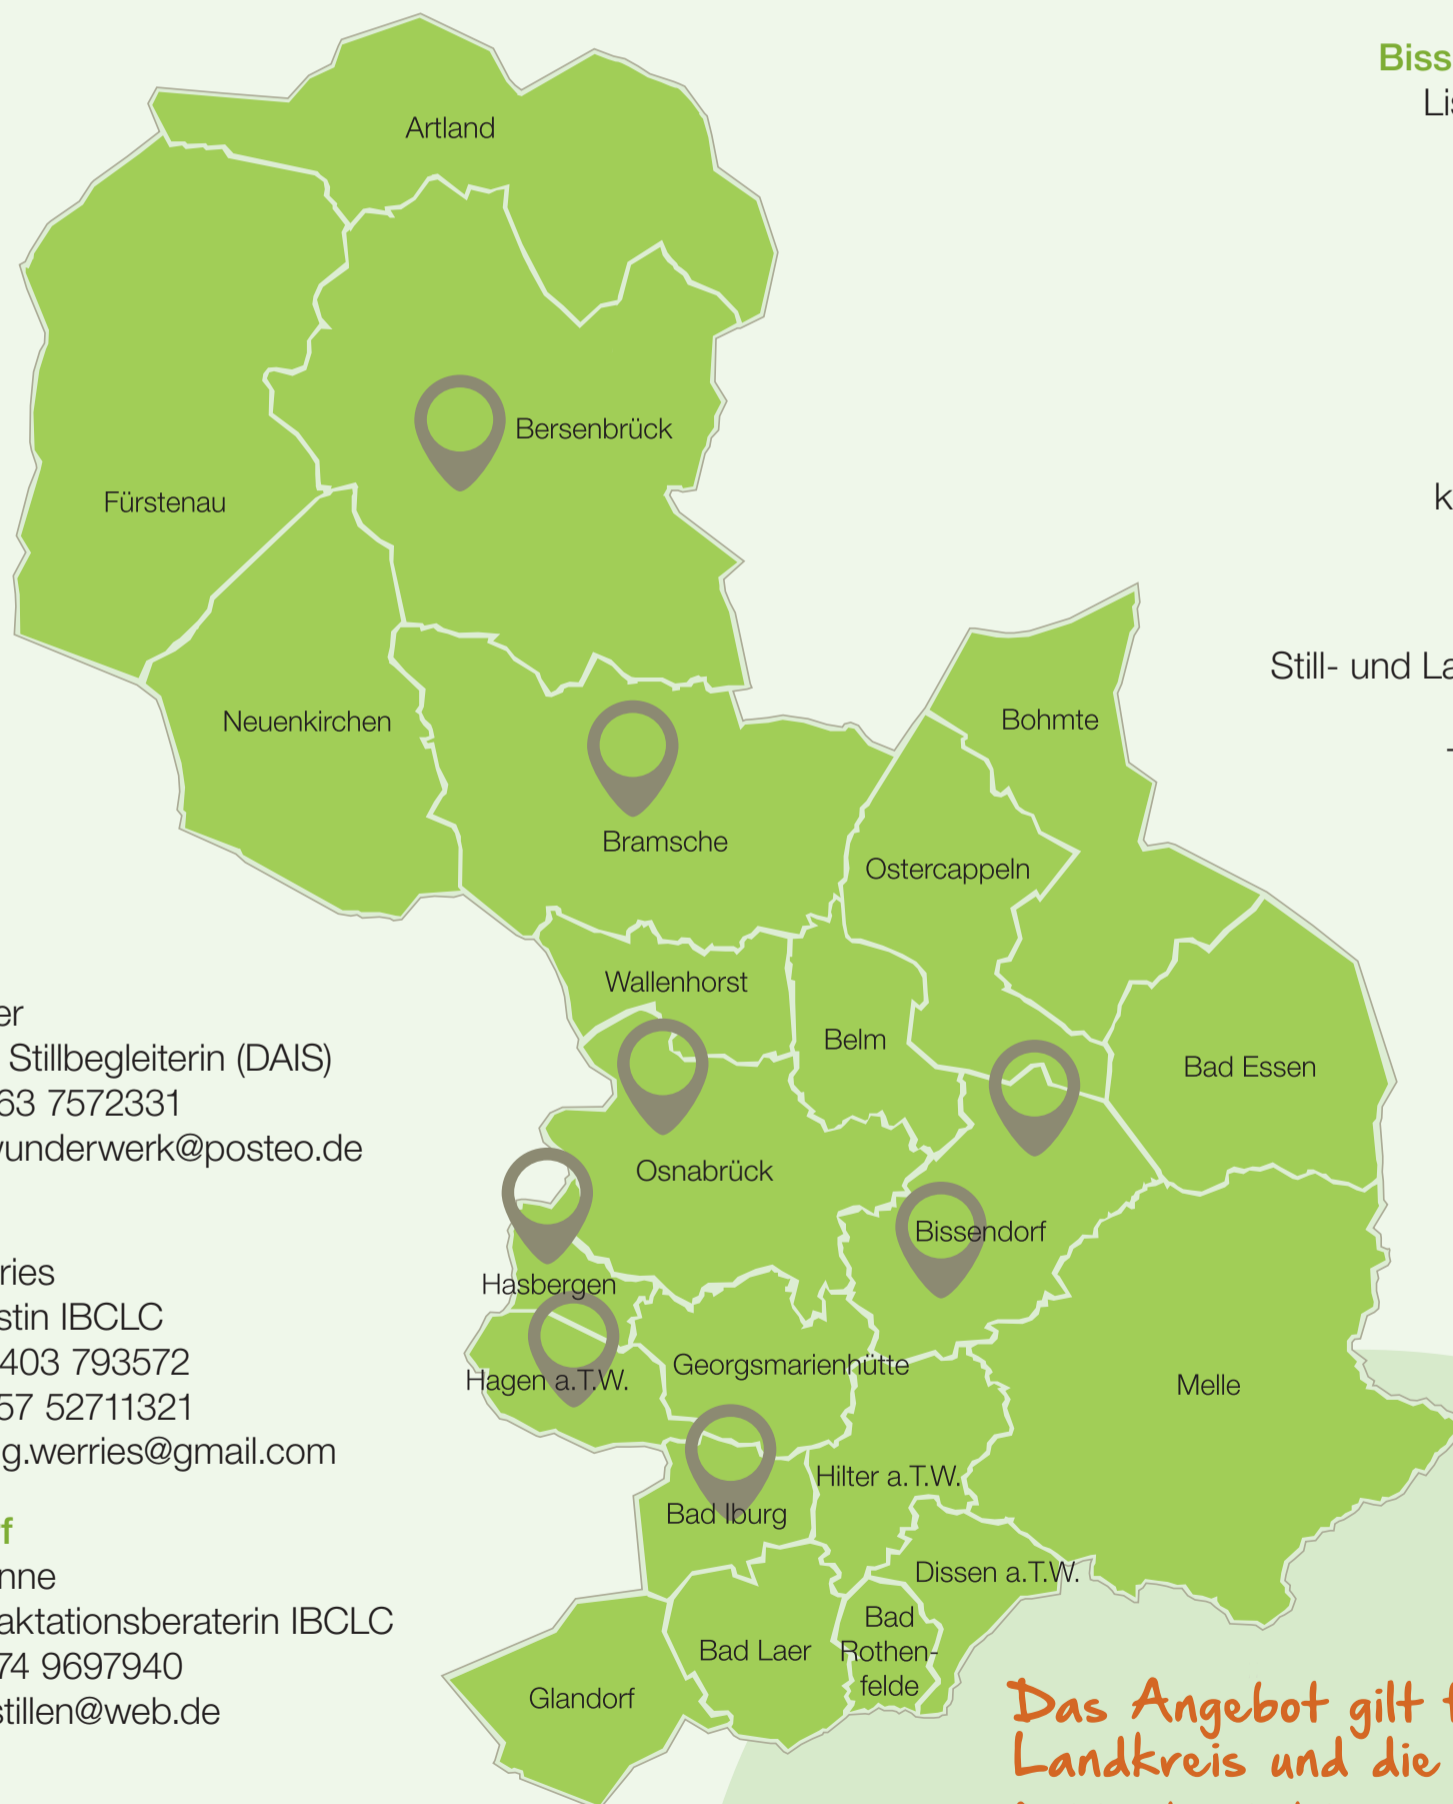 Biss
Lis
k
Still- und La
Artland
Bersenbrück
Fürstenau
Neuenkirchen
Bramsche
Bohmte
Ostercappeln
Wallenhorst
Belm
Bad Essen
Osnabrück
Bissendorf
Hasbergen
Georgsmarienhütte
Hagen a.T.W.
Melle
Hilter a.T.W.
Bad Iburg
Dissen a.T.W.
Bad
Rothen-
felde
Bad Laer
Glandorf
er
Stillbegleiterin (DAIS)
63 7572331
wunderwerk@posteo.de
ries
stin IBCLC
403 793572
57 52711321
g.werries@gmail.com
f
nne
aktationsberaterin IBCLC
74 9697940
stillen@web.de
Das Angebot gilt f
Landkreis und die